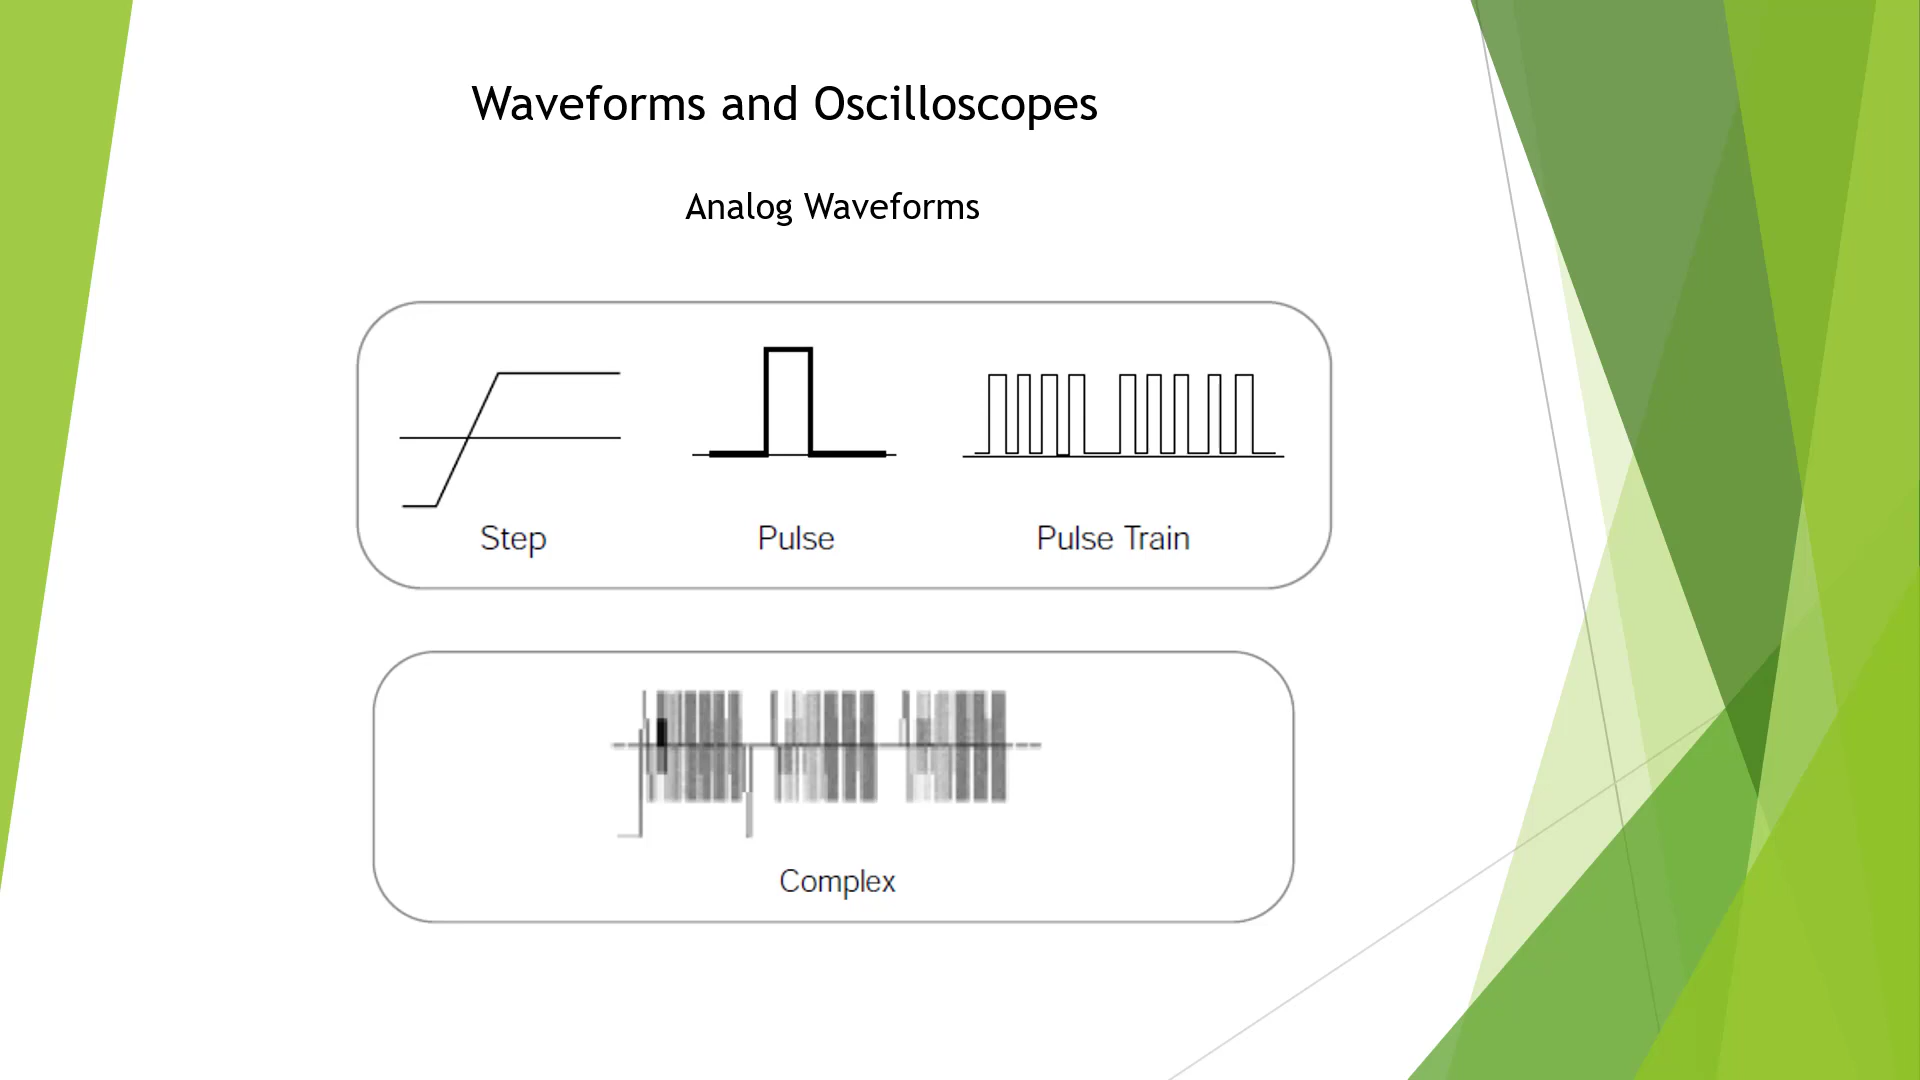 Waveforms and Oscilloscopes
Analog Waveforms
Step Pulse Pulse Train
Complex